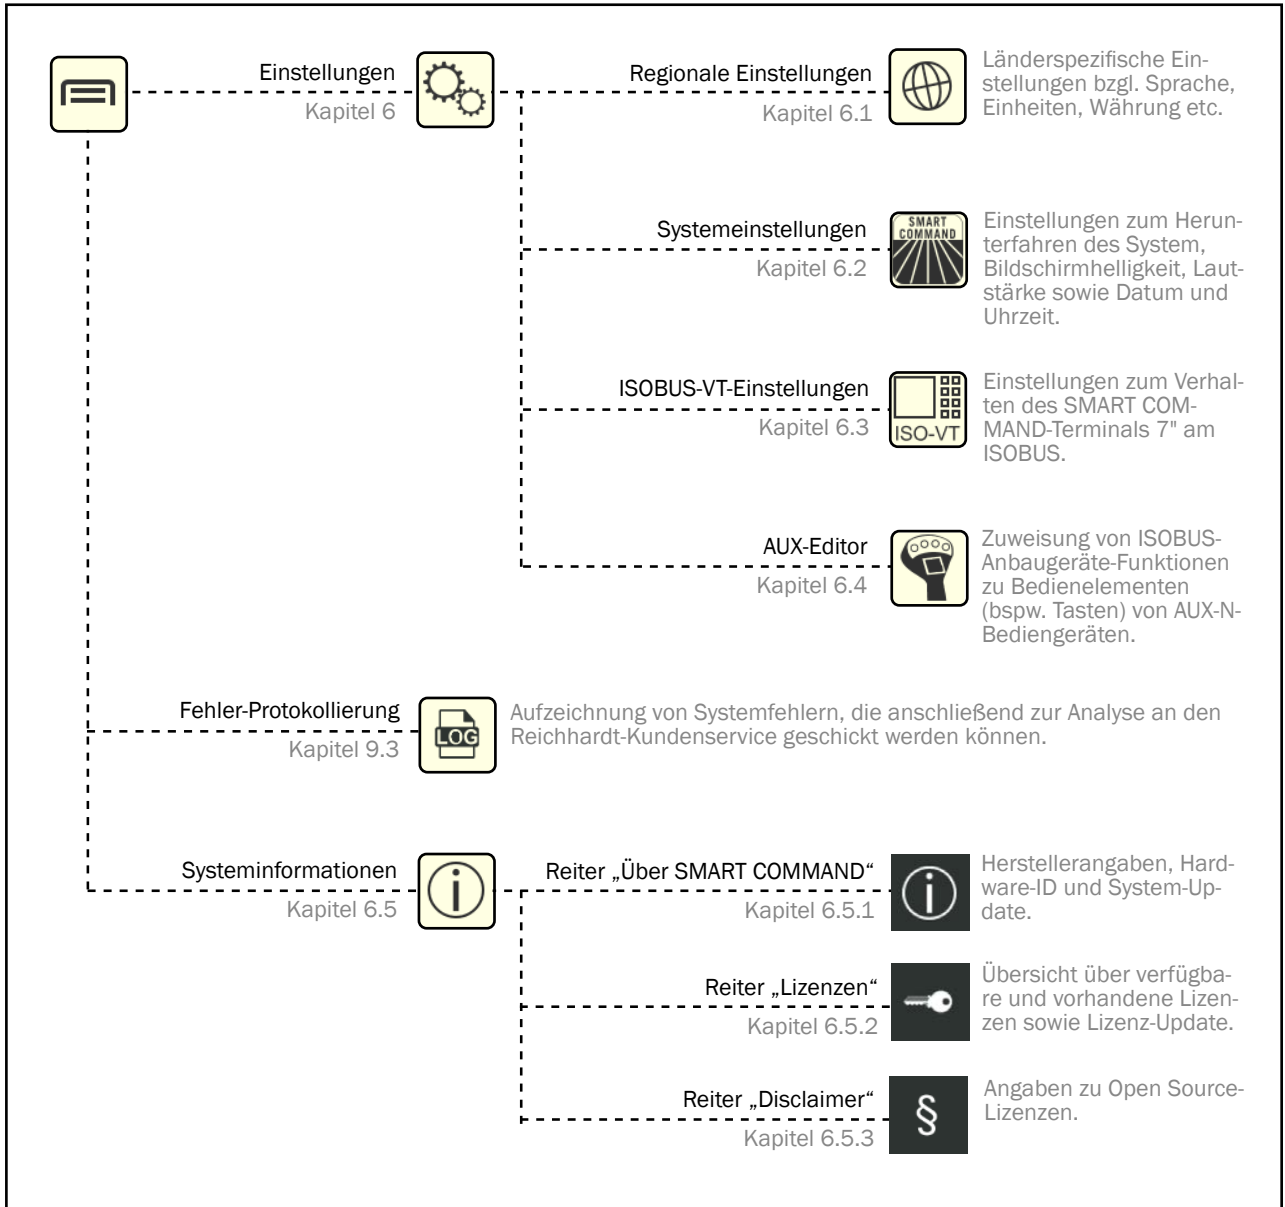 Einstellungen
Kapitel 6
Regionale Einstellungen
Kapitel 6.1
Länderspezifische Ein-
stellungen bzgl. Sprache,
Einheiten, Währung etc.
Systemeinstellungen
Kapitel 6.2
SMART
COMMAND
Einstellungen zum Herun-
terfahren des System,
Bildschirmhelligkeit, Laut-
stärke sowie Datum und
Uhrzeit.
ISOBUS-VT-Einstellungen
Kapitel 6.3
ISO-VT
Einstellungen zum Verhal-
ten des SMART COM-
MAND-Terminals 7" am
ISOBUS.
AUX-Editor
Kapitel 6.4
Zuweisung von ISOBUS-
Anbaugeräte-Funktionen
zu Bedienelementen
(bspw. Tasten) von AUX-N-
Bediengeräten.
Fehler-Protokollierung
Kapitel 9.3
LOG
Aufzeichnung von Systemfehlern, die anschließend zur Analyse an den
Reichhardt-Kundenservice geschickt werden können.
Systeminformationen
Kapitel 6.5
i
Reiter „Über SMART COMMAND“
Kapitel 6.5.1
i
Herstellerangaben, Hard-
ware-ID und System-Up-
date.
Reiter „Lizenzen“
Kapitel 6.5.2
Übersicht über verfügba-
re und vorhandene Lizen-
zen sowie Lizenz-Update.
Reiter „Disclaimer“
Kapitel 6.5.3
§
Angaben zu Open Source-
Lizenzen.